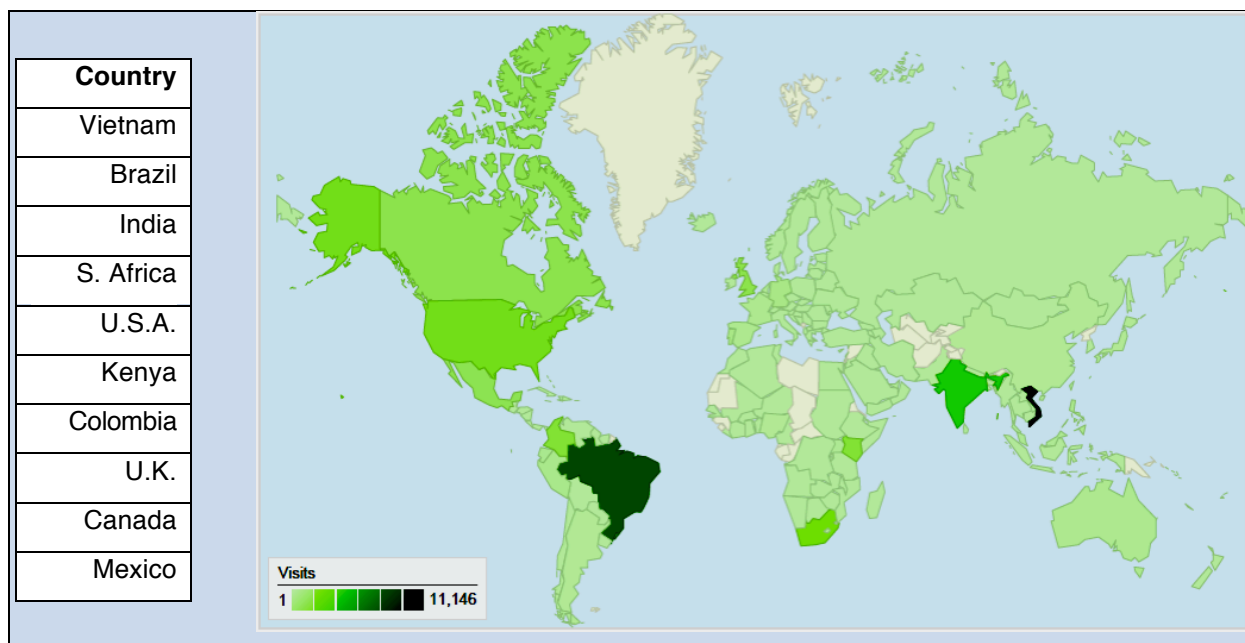 Country
Vietnam
Brazil
India
S. Africa
U.S.A.
Kenya
Colombia
U.K.
Canada
Mexico
Visits
1 11,146